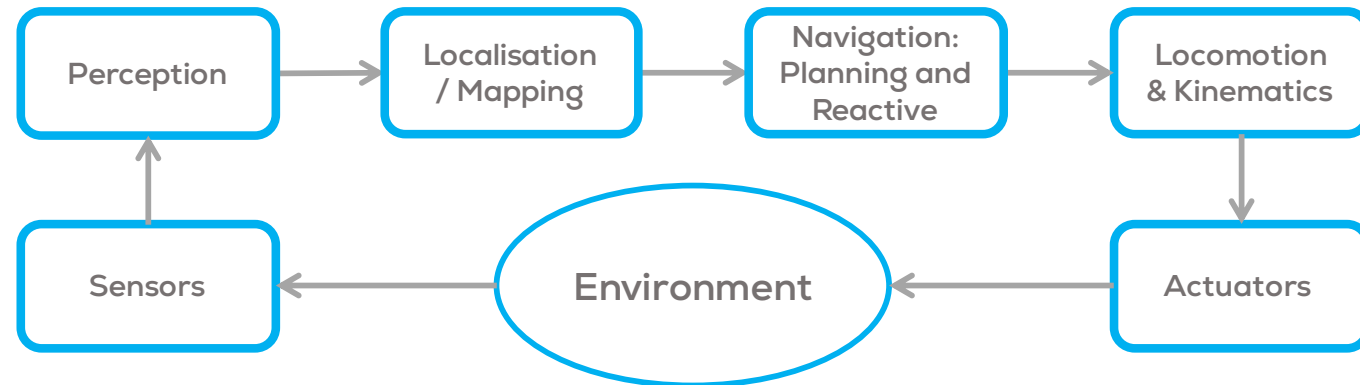 Perception
Localisation
/ Mapping
Navigation:
Planning and
Reactive
Locomotion
& Kinematics
Sensors
Environment
Actuators